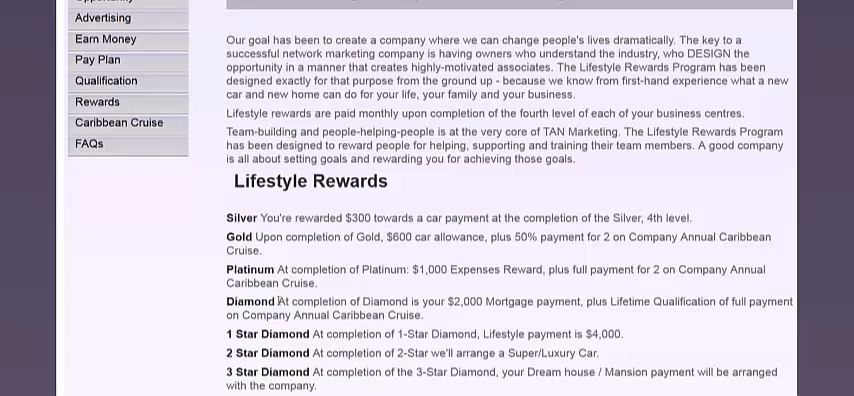 Advertising
Earn Money
Pay Plan
Qualification
Rewards
Caribbean Cruise
FAQs
Our goal has been to create a company where we can change people's lives dramatically. The key to a
successful network marketing company is having owners who understand the industry, who DESIGN the
opportunity in a manner that creates highly-motivated associates. The Lifestyle Rewards Program has been
designed exactly for that purpose from the ground up - because we know from first-hand experience what a new
car and new home can do for your life, your family and your business.
Lifestyle rewards are paid monthly upon completion of the fourth level of each of your business centres.
Team-building and people-helping-people is at the very core of TAN Marketing. The Lifestyle Rewards Program
has been designed to reward people for helping, supporting and training their team members. A good company
is all about setting goals and rewarding you for achieving those goals.
Lifestyle Rewards
Silver You're rewarded $300 towards a car payment at the completion of the Silver, 4th level.
Gold Upon completion of Gold, $600 car allowance, plus 50% payment for 2 on Company Annual Caribbean
Cruise.
Platinum At completion of Platinum: $1,000 Expenses Reward, plus full payment for 2 on Company Annual
Caribbean Cruise.
Diamond At completion of Diamond is your $2,000 Mortgage payment, plus Lifetime Qualification of full payment
on Company Annual Caribbean Cruise.
1 Star Diamond At completion of 1-Star Diamond, Lifestyle payment is $4,000.
2 Star Diamond At completion of 2-Star we'll arrange a Super/Luxury Car.
3 Star Diamond At completion of the 3-Star Diamond, your Dream house / Mansion payment will be arranged
with the company.